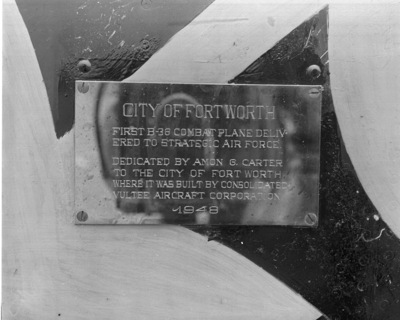 CITY OF FORT WORTH
FIRST B-36 COMBAT PLANE DELIV-
ERED TO STRATEGIC AIR FORCE
DEDICATED BY AMON G. CARTER
TO THE CITY OF FORT WORTH
WHERE IT WAS BUILT BY CONSOLIDATED
VULTEE AIRCRAFT CORPORATION
1948